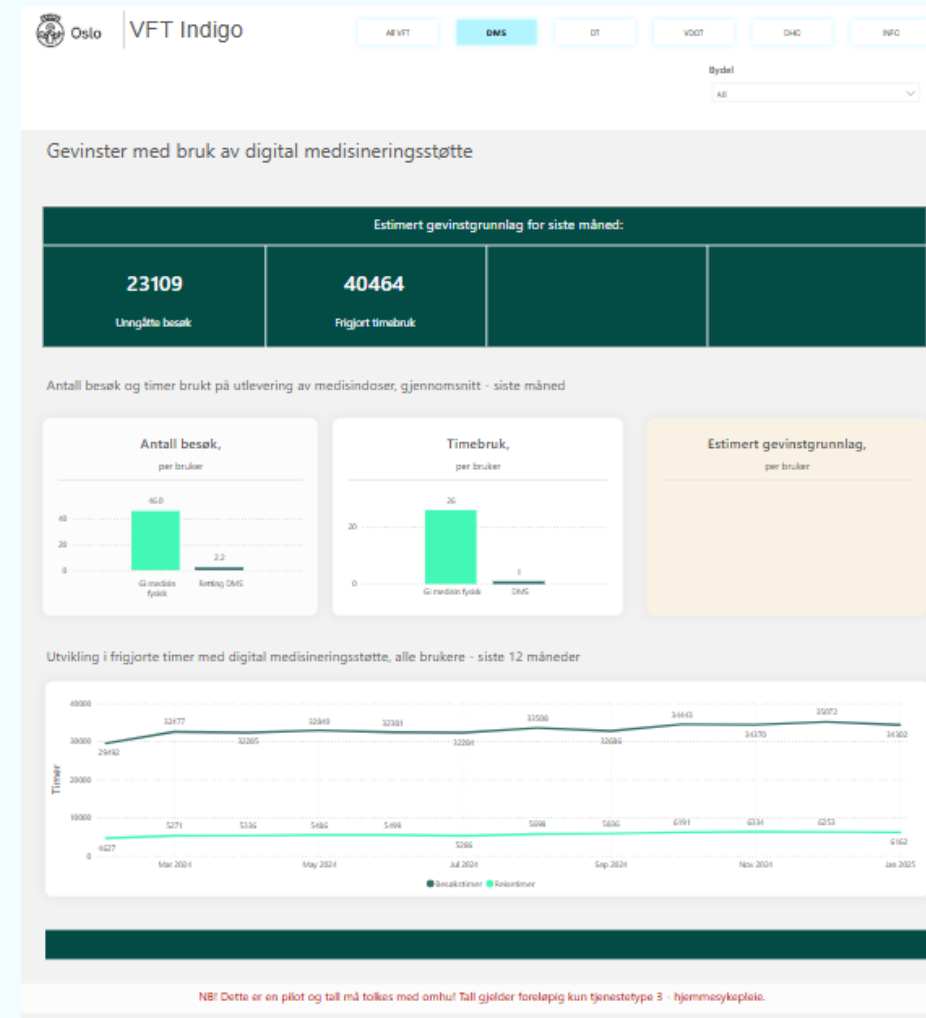 Oslo
VFT Indigo
All VFT
DMS
DT
VDOT
DHO
INFO
Bydel
All
Gevinster med bruk av digital medisineringsstøtte
Estimert gevinstgrunnlag for siste måned:
23109
Unngåtte besøk
40464
Frigjort timebruk
Antall besøk og timer brukt på utlevering av medisindoser, gjennomsnitt - siste måned
Antall besøk,
per bruker
46.0
40
20
2.2
0
Gi medisin
fysisk
Retting DMS
Timebruk,
per bruker
26
20
1
0
Gi medisin fysisk
DMS
Estimert gevinstgrunnlag,
per bruker
Utvikling i frigjorte timer med digital medisineringsstøtte, alle brukere - siste 12 måneder
Timer
40000
30000
20000
10000
0
29492
32477
32285
32840
32381
32284
33508
32686
34443
34370
35072
34302
4627
5271
5336
5486
5499
5286
5698
5836
6191
6334
6253
6162
Mar 2024
May 2024
Jul 2024
Sep 2024
Nov 2024
Jan 2025
Besøkstimer
Reisetimer
NB! Dette er en pilot og tall må tolkes med omhu! Tall gjelder foreløpig kun tjenestetype 3 - hjemmesykepleie.